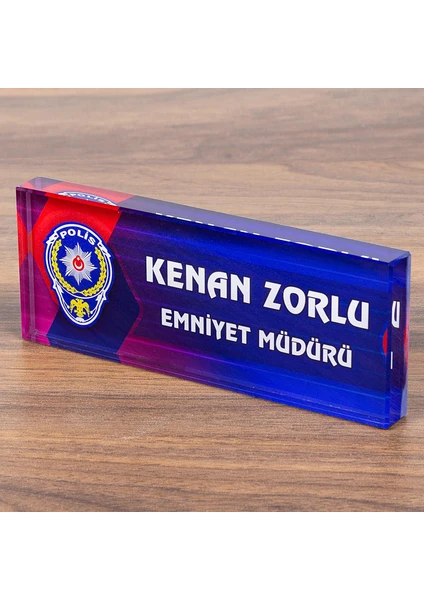 POLİS
KENAN ZORLU
EMNİYET MÜDÜRÜ